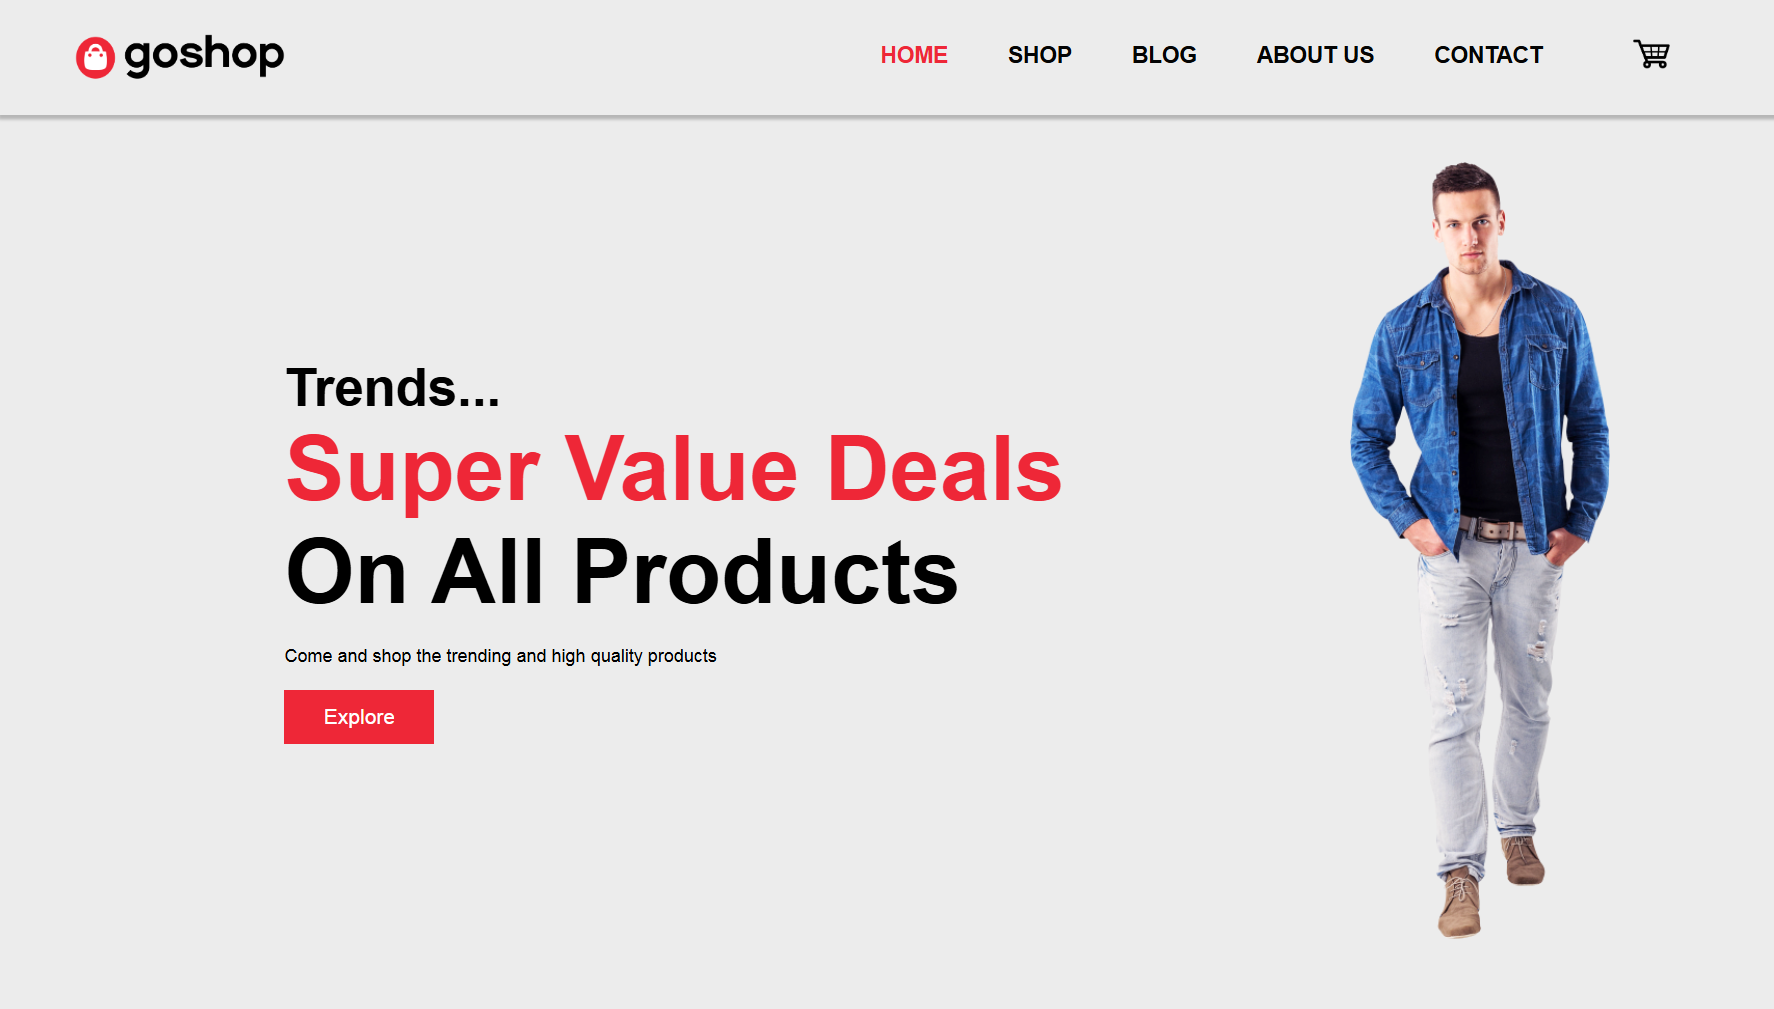 goshop
HOME SHOP BLOG ABOUT US CONTACT
Trends...
Super Value Deals
On All Products
Come and shop the trending and high quality products
Explore